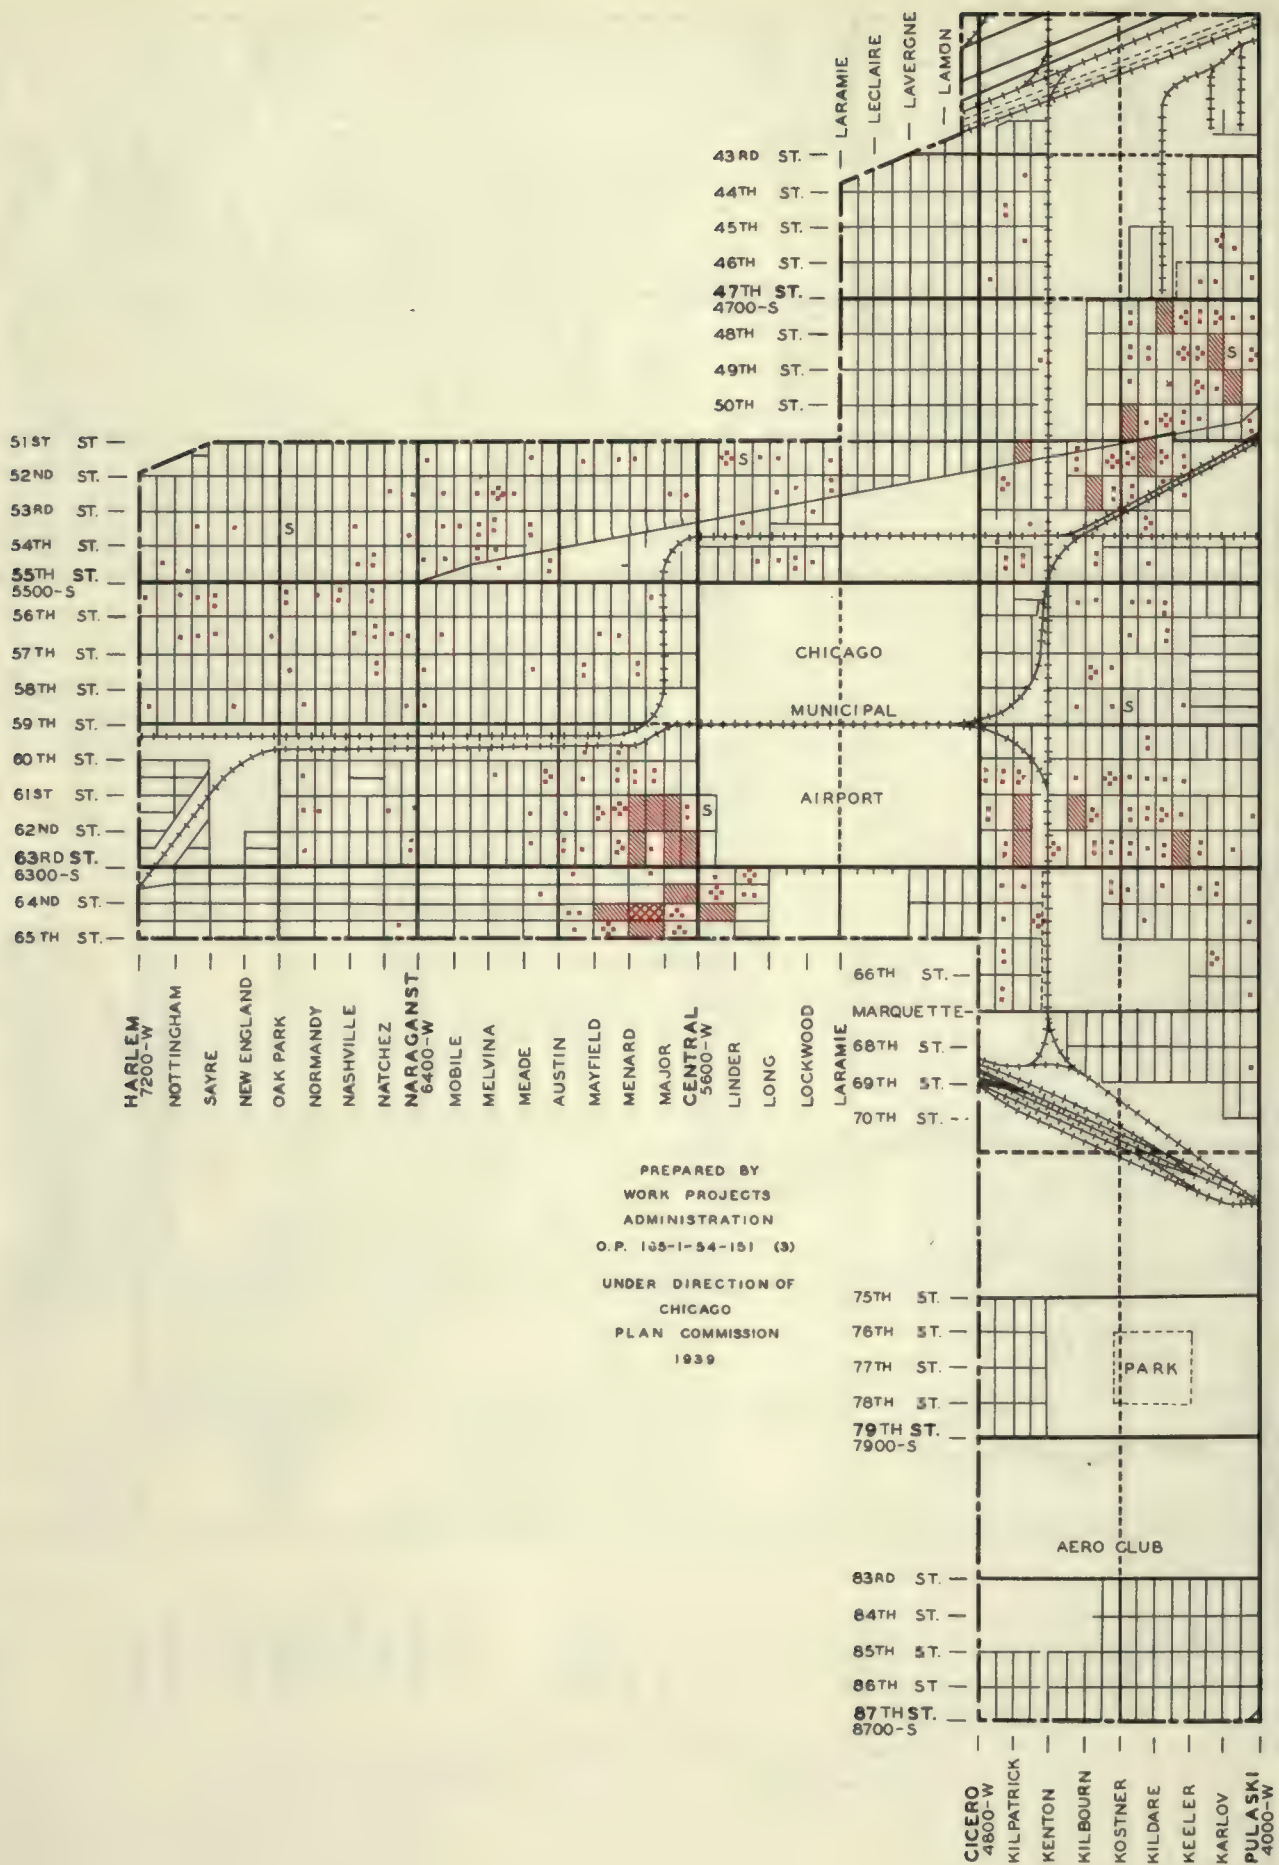 LARAMIE
LECLAIRE
LAVERGNE
LAMON
43RD ST.
44TH ST.
45TH ST.
46TH ST.
47TH ST.
4700-S
48TH ST.
49TH ST.
50TH ST.
S
51ST ST
52ND ST.
53RD ST.
54TH ST.
55TH ST.
5500-S
56TH ST.
57TH ST.
58TH ST.
59TH ST.
60TH ST.
61ST ST.
62ND ST.
63RD ST.
6300-S
64TH ST.
65TH ST.
S
S
S
S
CHICAGO
MUNICIPAL
AIRPORT
66TH ST.
MARQUETTE
68TH ST.
69TH ST.
70TH ST.
HARLEM
7200-W
NOTTINGHAM
SAYRE
NEW ENGLAND
OAK PARK
NORMANDY
NASHVILLE
NATCHEZ
NARAGANST
6400-W
MOBILE
MELVINA
MEADE
AUSTIN
MAYFIELD
MENARD
MAJOR
CENTRAL
5600-W
LINDER
LONG
LOCKWOOD
LARAMIE
PREPARED BY
WORK PROJECTS
ADMINISTRATION
O.P. 165-1-54-151 (3)
UNDER DIRECTION OF
CHICAGO
PLAN COMMISSION
1939
75TH ST.
76TH ST.
77TH ST.
78TH ST.
79TH ST.
7900-S
PARK
AERO CLUB
83RD ST.
84TH ST.
85TH ST.
86TH ST
87TH ST.
8700-S
CICERO
4800-W
KILPATRICK
KENTON
KILBOURN
KOSTNER
KILDARE
KEELER
KARLOV
PULASKI
4000-W